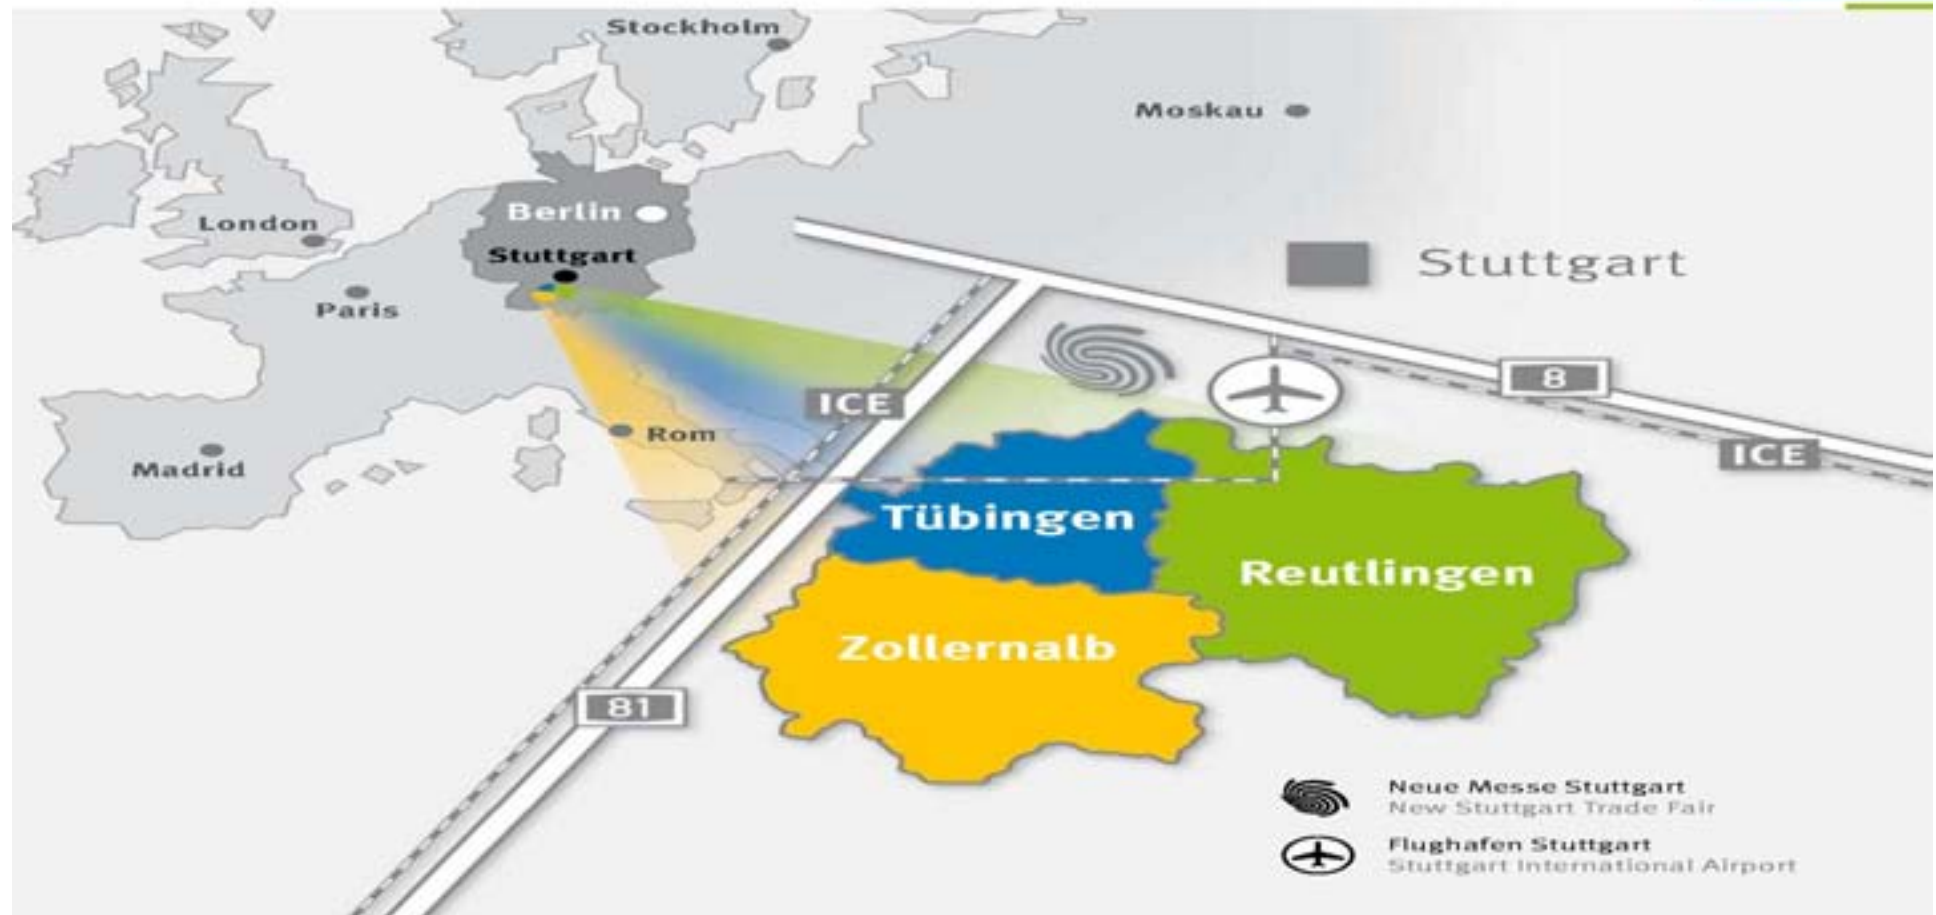 Stockholm
Moskau
London
Berlin
Stuttgart
Stuttgart
Paris
8
ICE
Rom
ICE
Madrid
Tübingen
Reutlingen
Zollernalb
81
Neue Messe Stuttgart
New Stuttgart Trade Fair
Flughafen Stuttgart
Stuttgart International Airport